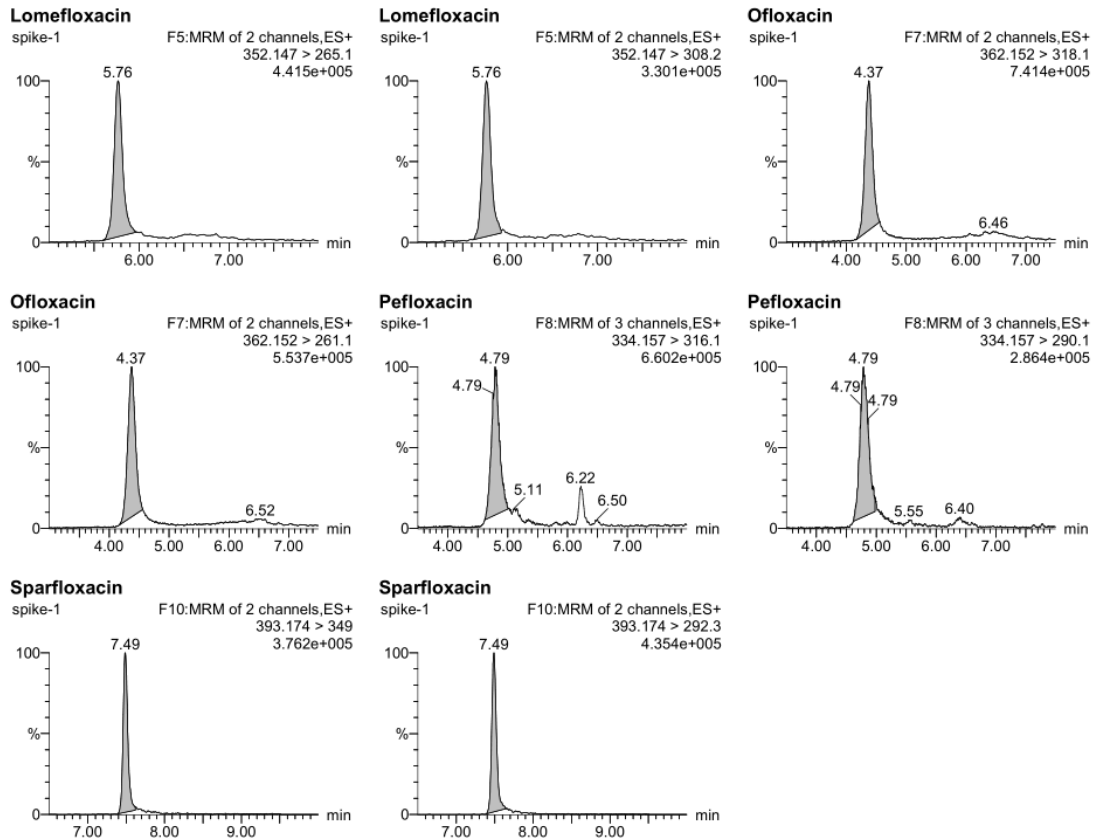 Lomefloxacin
spike-1
F5:MRM of 2 channels,ES+
352.147 > 265.1
4.415e+005
100
5.76
%
0
6.00 7.00
min
Lomefloxacin
spike-1
F5:MRM of 2 channels,ES+
352.147 > 308.2
3.301e+005
100
5.76
%
0
6.00 7.00
min
Ofloxacin
spike-1
F7:MRM of 2 channels,ES+
362.152 > 318.1
7.414e+005
100
4.37
%
6.46
0
4.00 5.00 6.00 7.00
min
Ofloxacin
spike-1
F7:MRM of 2 channels,ES+
362.152 > 261.1
5.537e+005
100
4.37
%
6.52
0
4.00 5.00 6.00 7.00
min
Pefloxacin
spike-1
F8:MRM of 3 channels,ES+
334.157 > 316.1
6.602e+005
100
4.79
4.79
%
6.22
5.11
6.50
0
4.00 5.00 6.00 7.00
min
Pefloxacin
spike-1
F8:MRM of 3 channels,ES+
334.157 > 290.1
2.864e+005
100
4.79
4.79
4.79
%
5.55
6.40
0
4.00 5.00 6.00 7.00
min
Sparfloxacin
spike-1
F10:MRM of 2 channels,ES+
393.174 > 349
3.762e+005
100
7.49
%
0
7.00 8.00 9.00
min
Sparfloxacin
spike-1
F10:MRM of 2 channels,ES+
393.174 > 292.3
4.354e+005
100
7.49
%
0
7.00 8.00 9.00
min